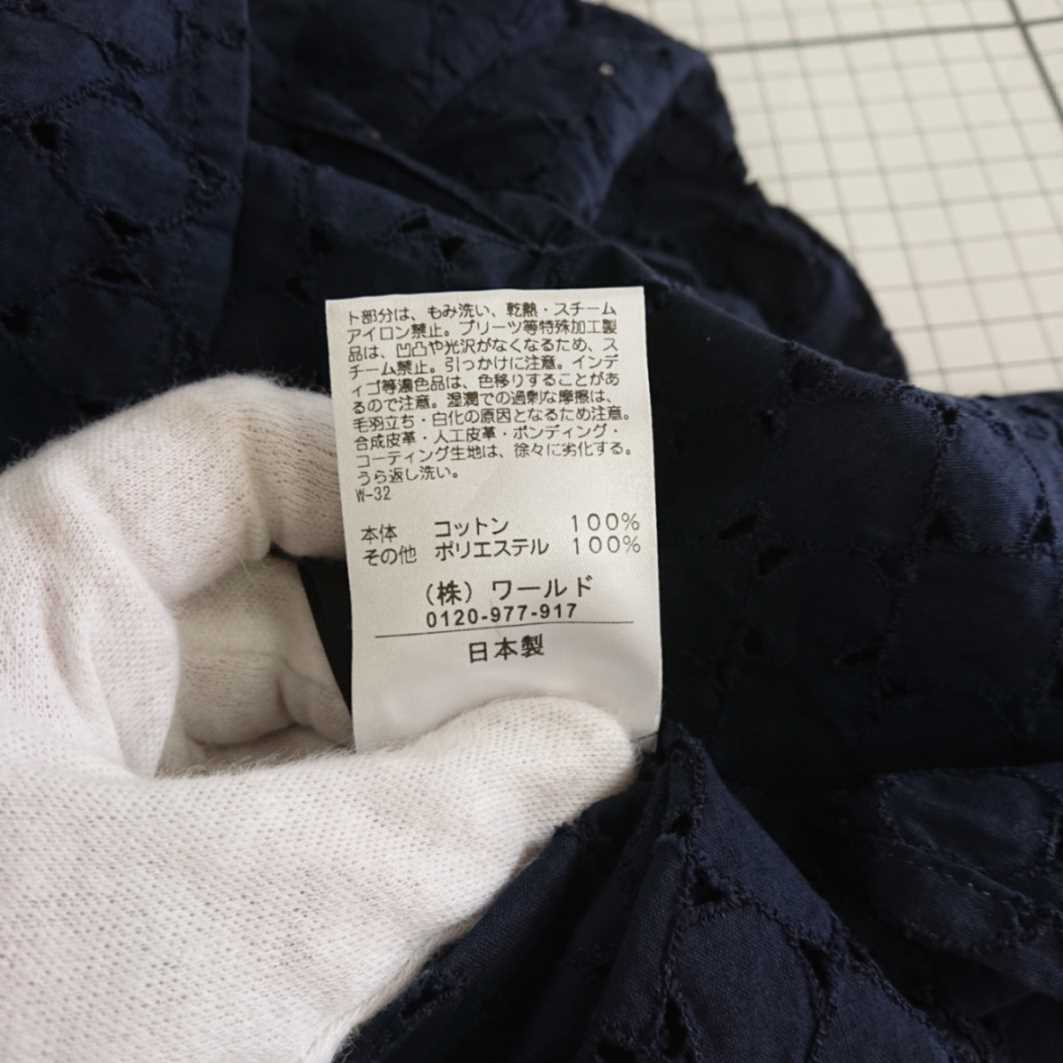 ト部分は、もみ洗い、乾熱・スチーム
アイロン禁止。プリーツ等特殊加工製
品は、凹凸や光沢がなくなるため、ス
チーム禁止。引っかけに注意。インデ
ィゴ等濃色品は、色移りすることがあ
るので注意。湿潤での過剰な摩擦は、
毛羽立ち・白化の原因となるため注意。
合成皮革・人工皮革・ボンディング・
コーティング生地は、徐々に劣化する。
うら返し洗い。
W-32
本体 コットン 100%
その他 ポリエステル 100%
(株) ワールド
0120-977-917
日本製